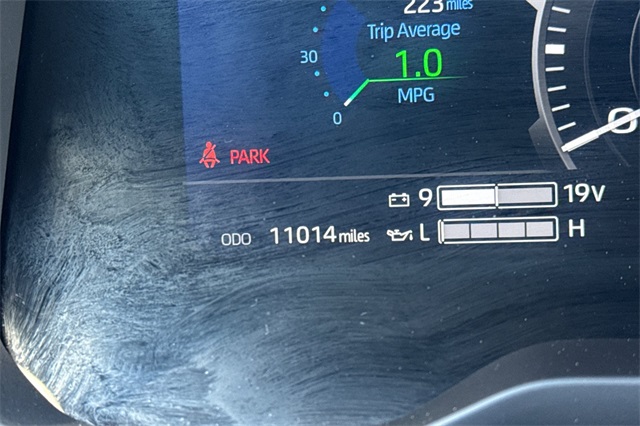 223 miles
Trip Average
30
1.0
0
MPG
PARK
9 19V
ODO 11014 miles L H